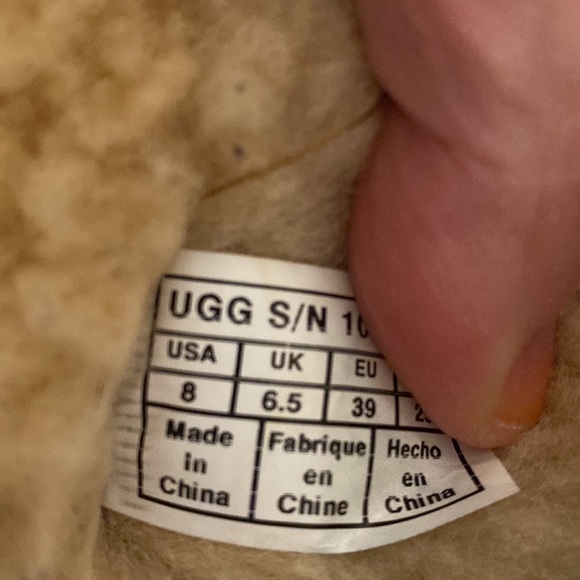 UGG S/N 10
USA UK EU
8 6.5 39
Made Fabrique Hecho
in en en
China Chine China